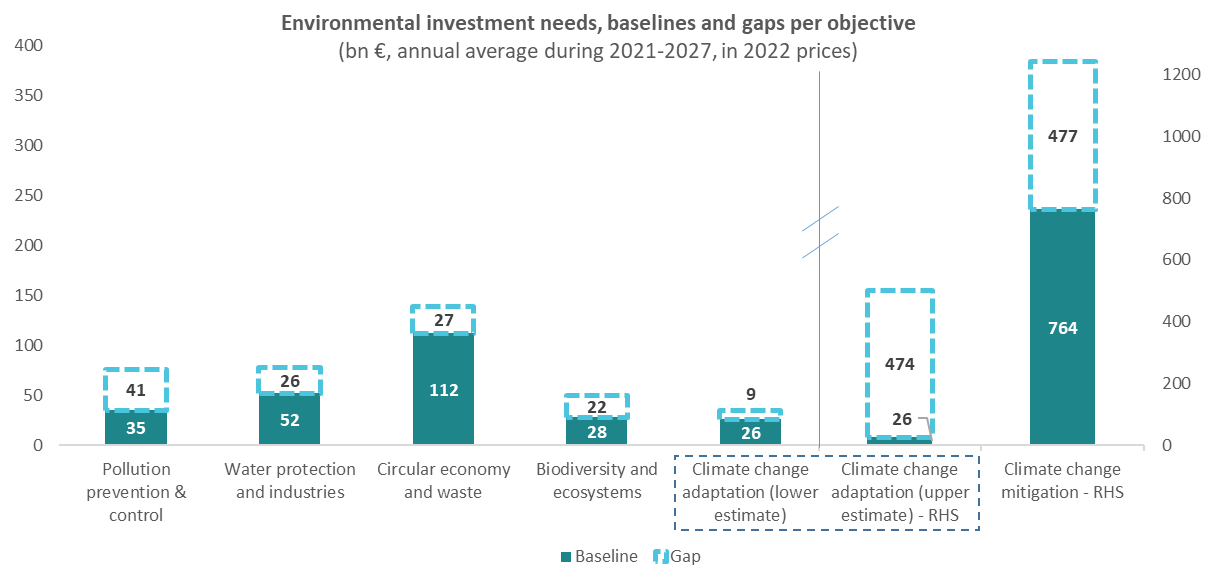 Environmental investment needs, baselines and gaps per objective
(bn €, annual average during 2021-2027, in 2022 prices)
400
350
300
250
200
150
100
50
0
1200
1000
800
600
400
200
0
41
35
26
52
27
112
22
28
9
26
474
26
477
764
Pollution
prevention &
control
Water protection
and industries
Circular economy
and waste
Biodiversity and
ecosystems
Climate change
adaptation (lower
estimate)
Climate change
adaptation (upper
estimate) - RHS
Climate change
mitigation - RHS
Baseline
Gap